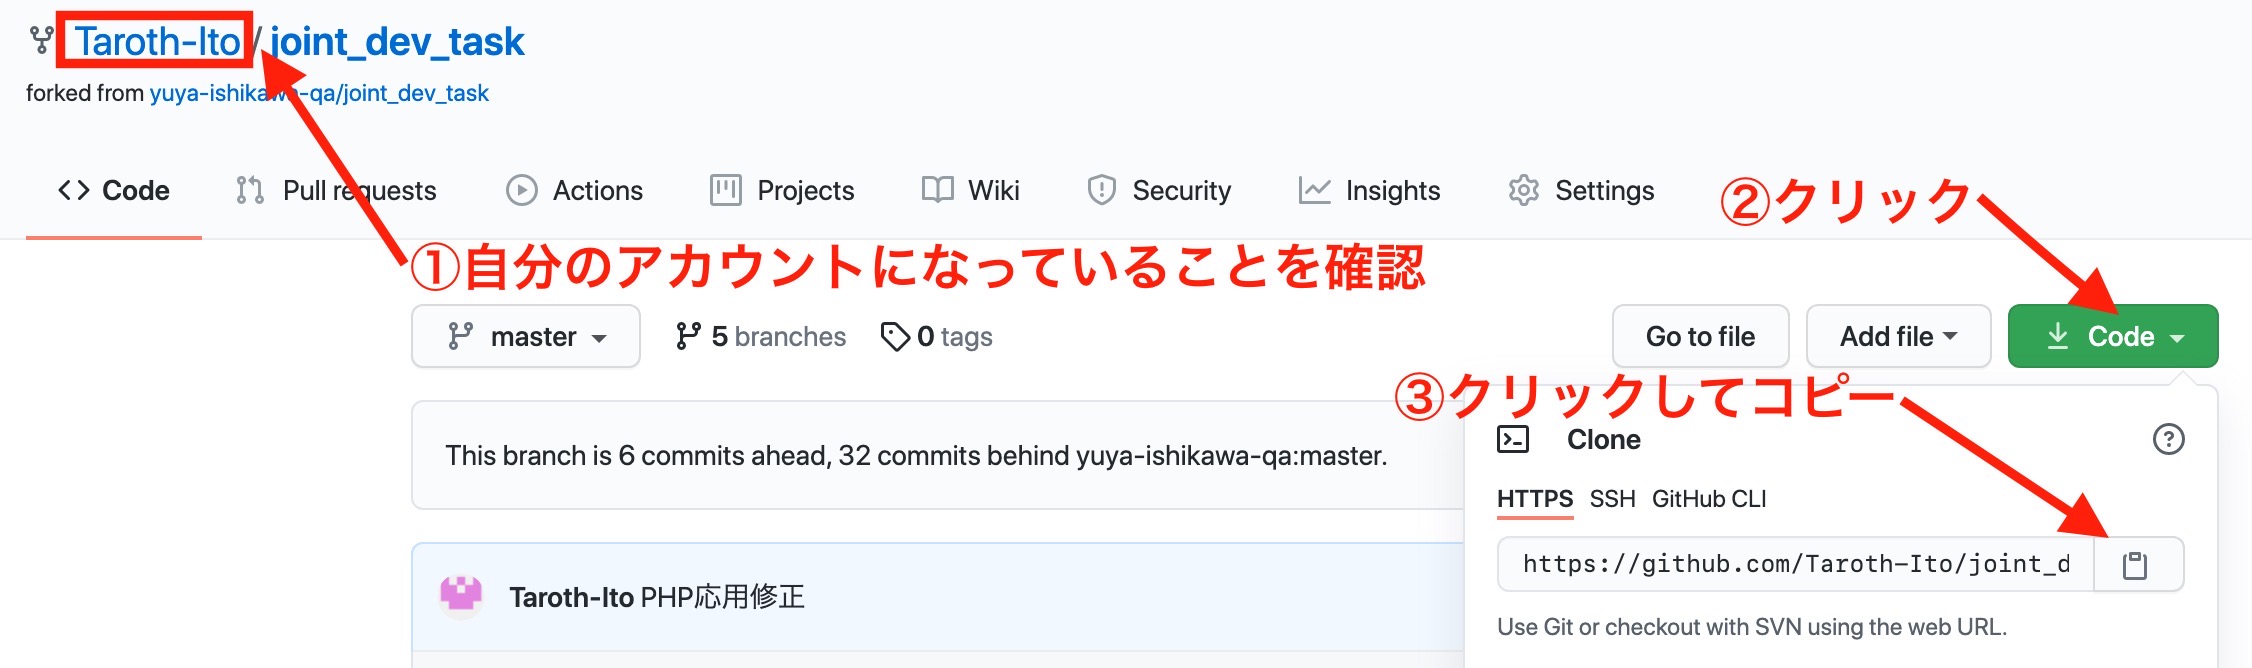 Taroth-Ito / joint_dev_task
forked from yuya-ishikawa-qa/joint_dev_task
Code Pull requests Actions Projects Wiki Security Insights Settings
②クリック
①自分のアカウントになっていることを確認
master 5 branches 0 tags Go to file Add file Code
③クリックしてコピー
Clone
This branch is 6 commits ahead, 32 commits behind yuya-ishikawa-qa:master.
HTTPS SSH GitHub CLI
https://github.com/Taroth-Ito/joint_d
Taroth-Ito PHP応用修正
Use Git or checkout with SVN using the web URL.